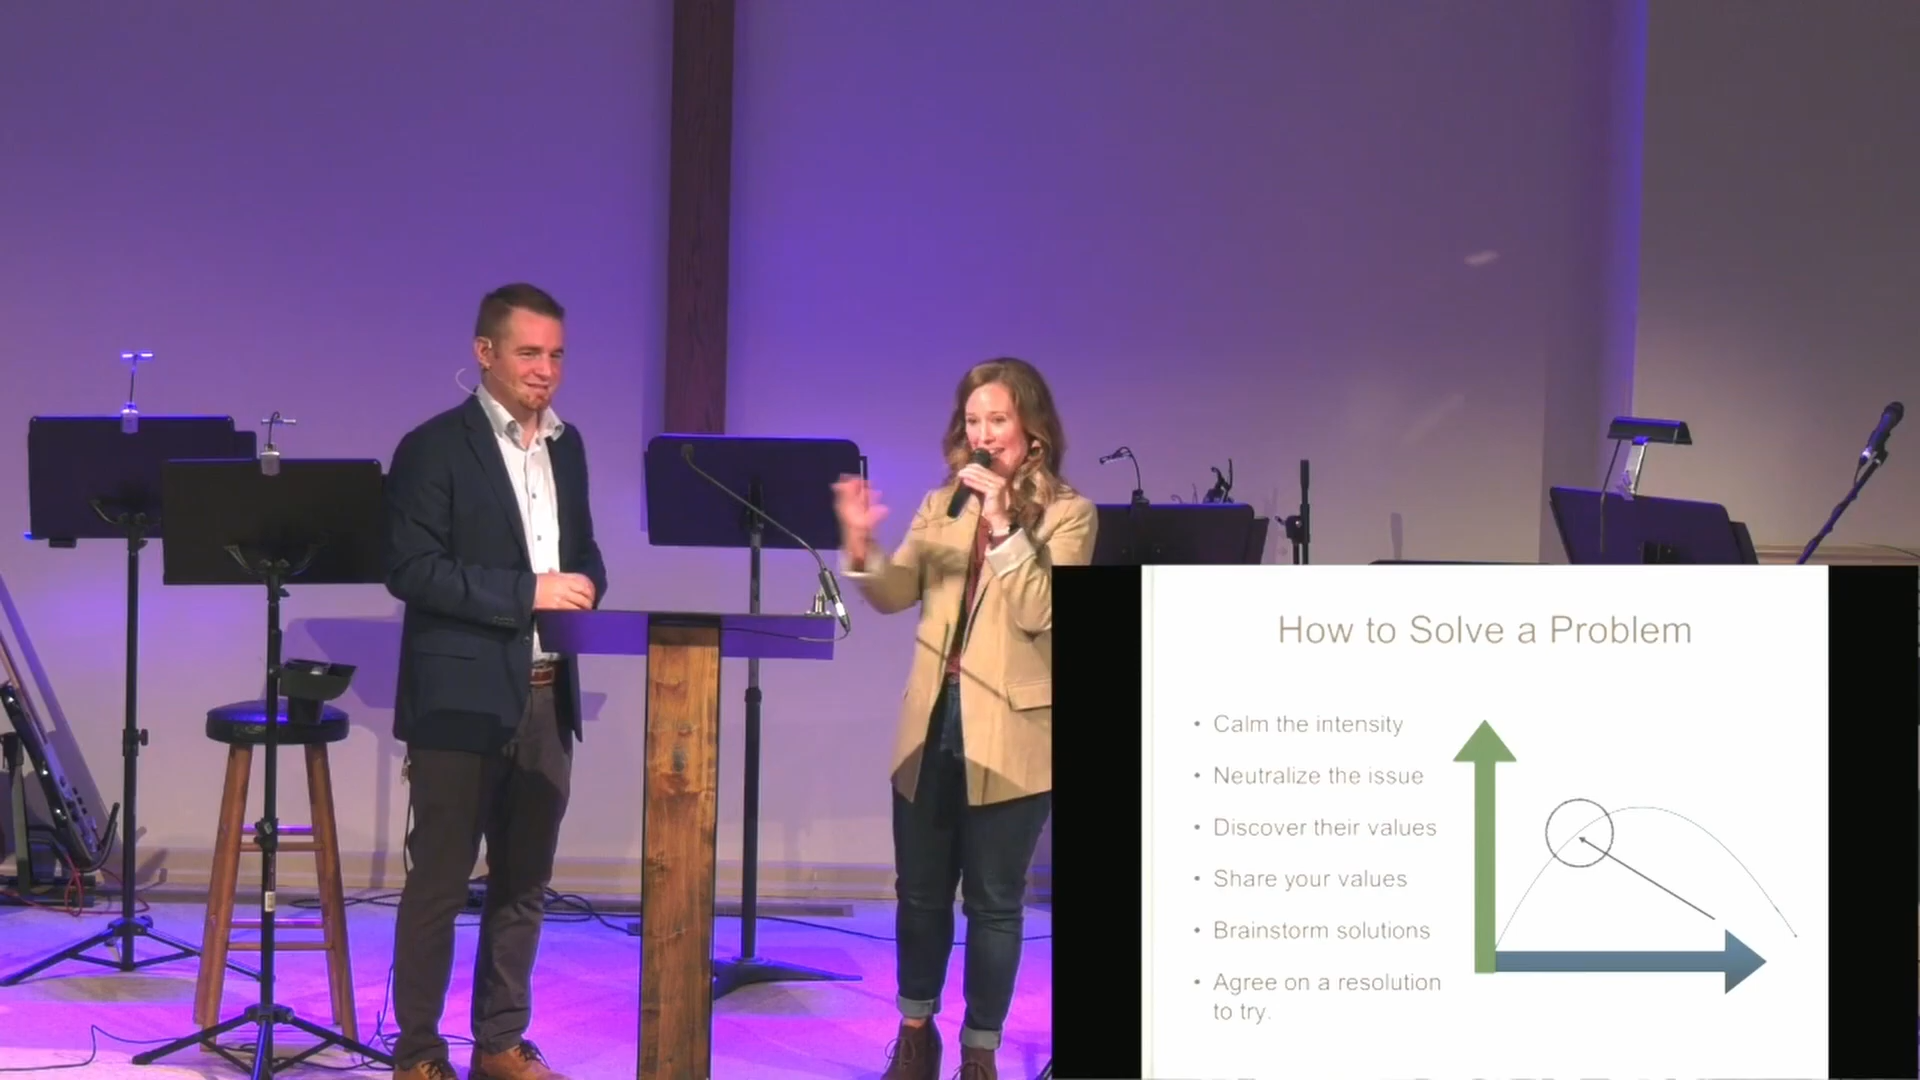 How to Solve a Problem
• Calm the intensity
• Neutralize the issue
• Discover their values
• Share your values
• Brainstorm solutions
• Agree on a resolution
to try.